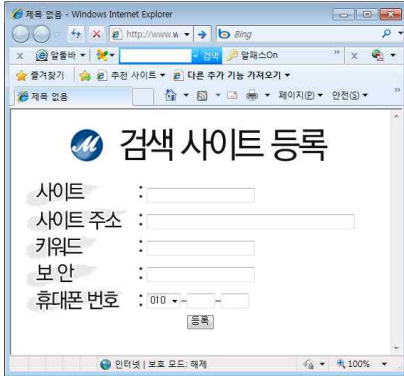 제목 없음 - Windows Internet Explorer
http://www.w
Bing
알툴바
검색
알패스On
즐겨찾기
추천 사이트
다른 추가 기능 가져오기
제목 없음
페이지(P)
안전(S)
검색 사이트 등록
사이트 :
사이트 주소 :
키워드 :
보 안 :
휴대폰 번호 : 010 - -
등록
인터넷 | 보호 모드: 해제
100%